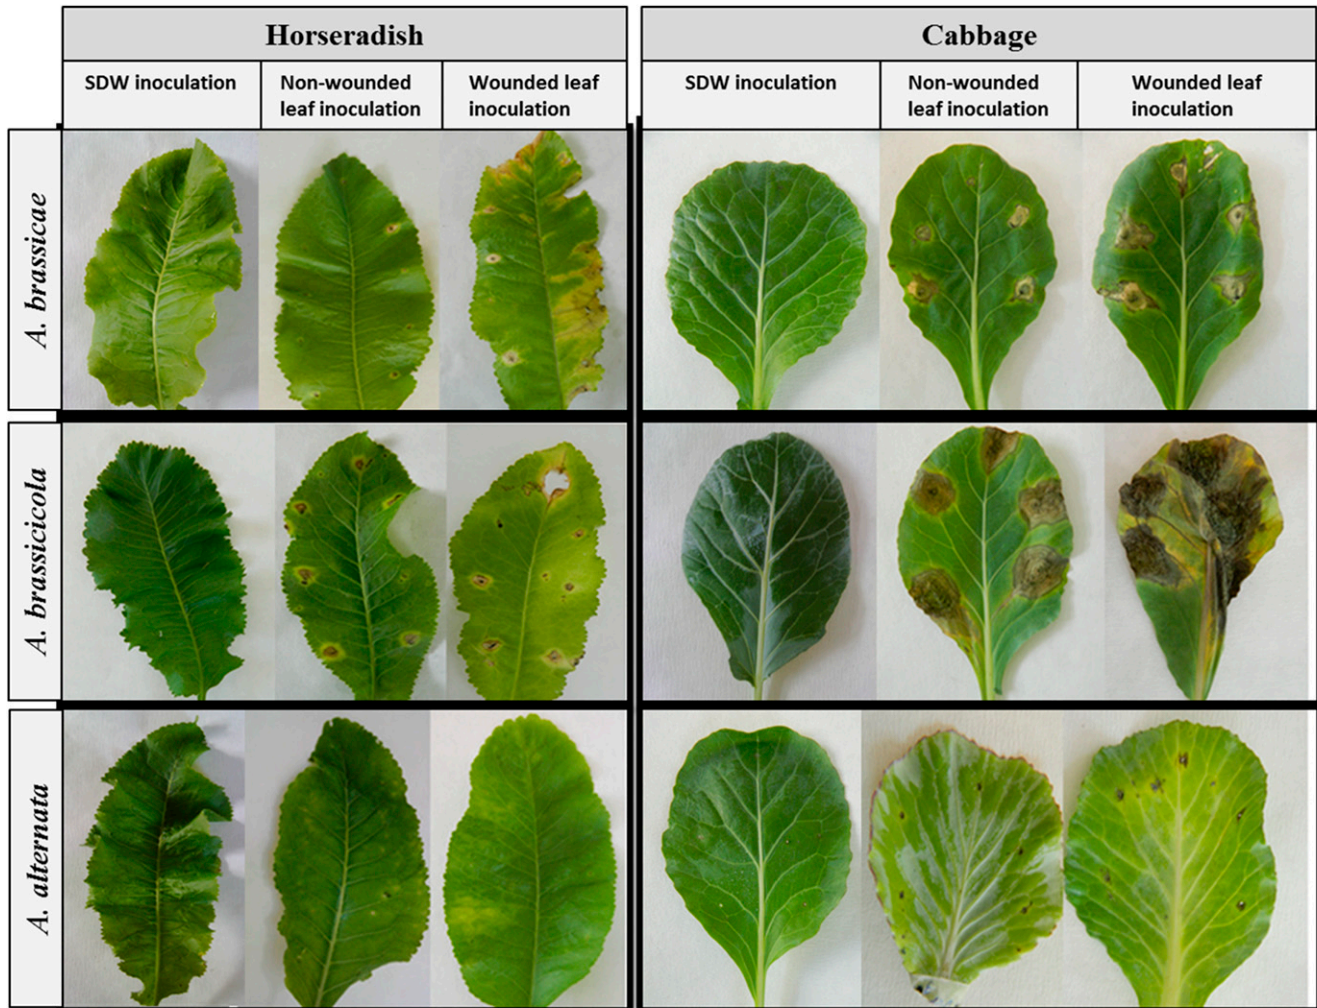 Horseradish
Cabbage
SDW inoculation
Non-wounded
leaf inoculation
Wounded leaf
inoculation
SDW inoculation
Non-wounded
leaf inoculation
Wounded leaf
inoculation
A. brassicae
A. brassicicola
A. alternata